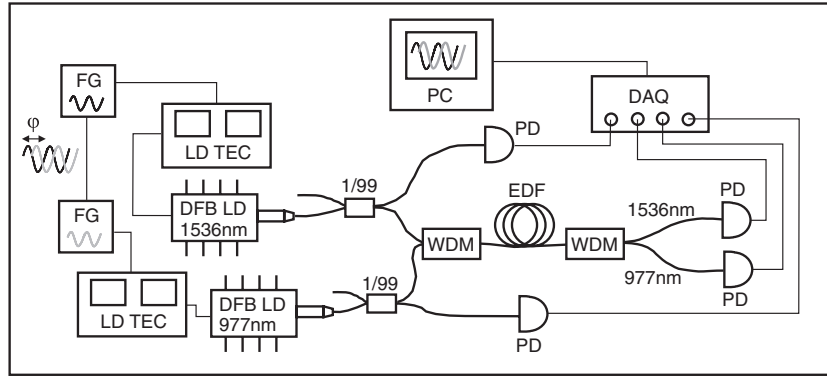 FG
φ
LD TEC
PC
DAQ
PD
1/99
EDF
PD
DFB LD
1536nm
1536nm
FG
WDM
WDM
977nm
1/99
PD
DFB LD
977nm
LD TEC
PD